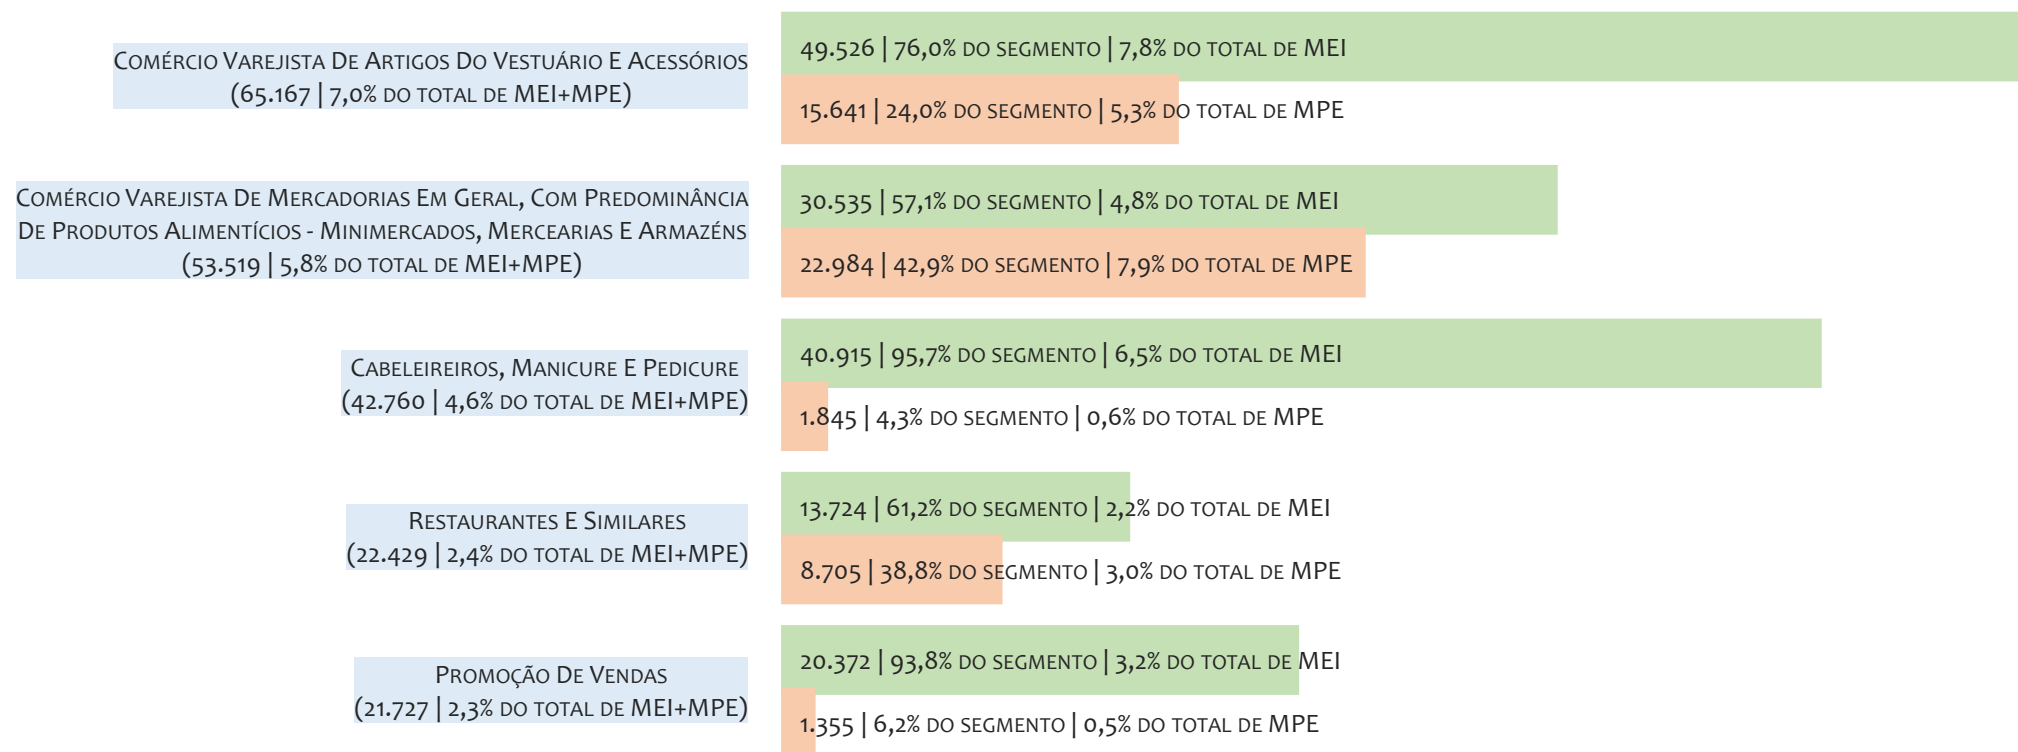 Comércio Varejista De Artigos Do Vestuário E Acessórios
(65.167 | 7,0% do total de MEI+MPE)
49.526 | 76,0% do segmento | 7,8% do total de MEI
15.641 | 24,0% do segmento | 5,3% do total de MPE
Comércio Varejista De Mercadorias Em Geral, Com Predominância
De Produtos Alimentícios - Minimercados, Mercearias E Armazéns
(53.519 | 5,8% do total de MEI+MPE)
30.535 | 57,1% do segmento | 4,8% do total de MEI
22.984 | 42,9% do segmento | 7,9% do total de MPE
Cabeleireiros, Manicure E Pedicure
(42.760 | 4,6% do total de MEI+MPE)
40.915 | 95,7% do segmento | 6,5% do total de MEI
1.845 | 4,3% do segmento | 0,6% do total de MPE
Restaurantes E Similares
(22.429 | 2,4% do total de MEI+MPE)
13.724 | 61,2% do segmento | 2,2% do total de MEI
8.705 | 38,8% do segmento | 3,0% do total de MPE
Promoção De Vendas
(21.727 | 2,3% do total de MEI+MPE)
20.372 | 93,8% do segmento | 3,2% do total de MEI
1.355 | 6,2% do segmento | 0,5% do total de MPE